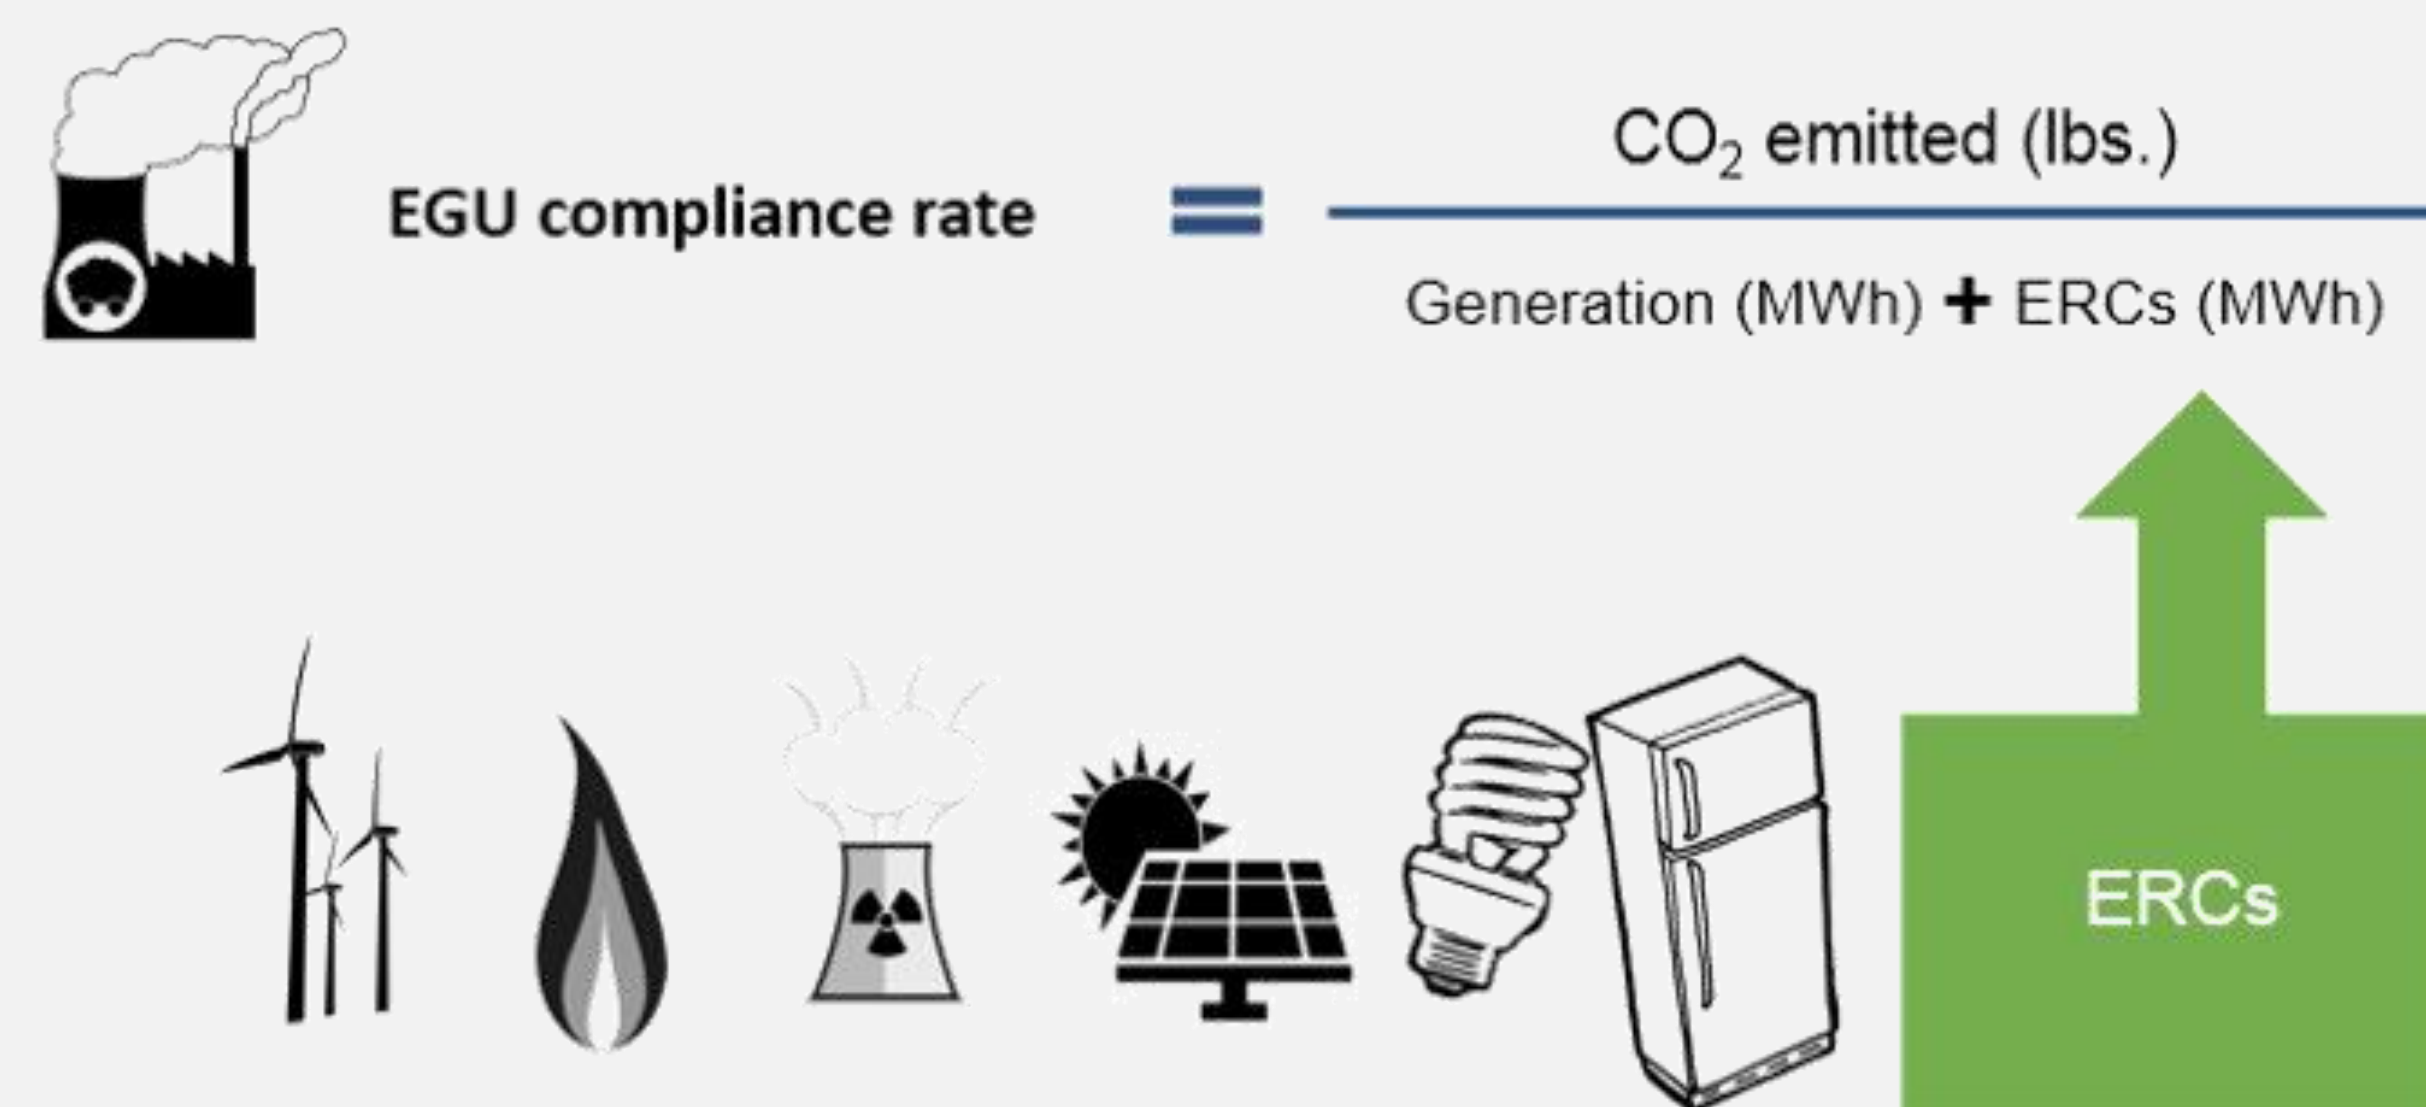 EGU compliance rate = CO₂ emitted (lbs.)
Generation (MWh) + ERCs (MWh)
ERCs